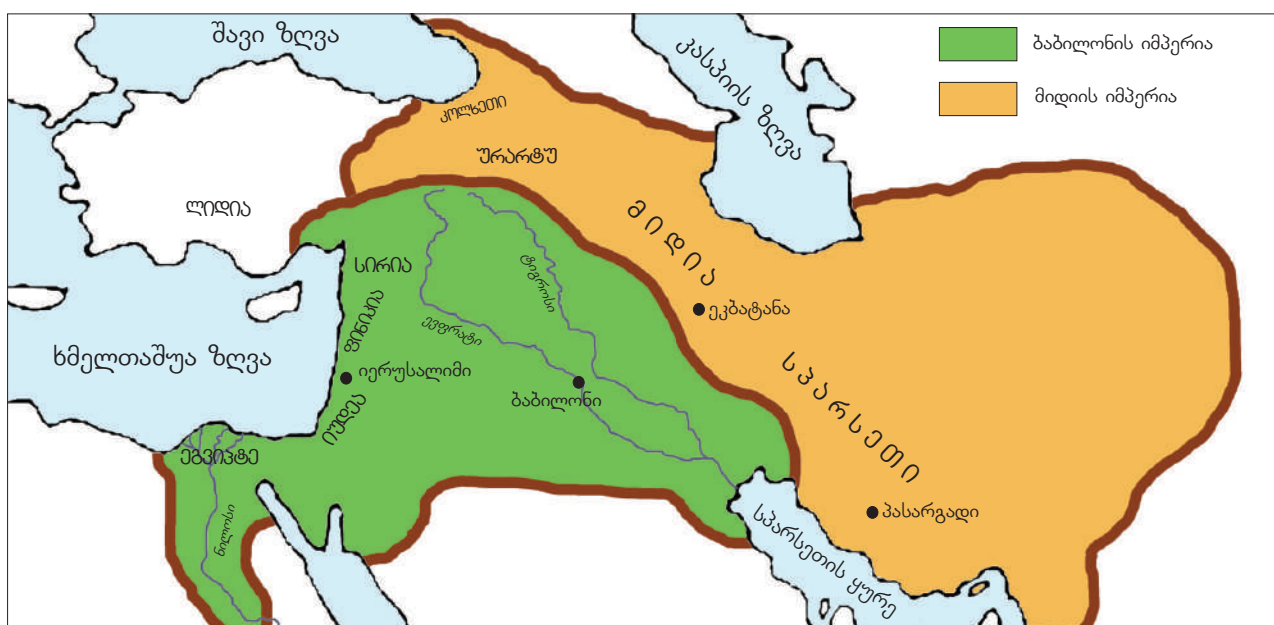 შავი ზღვა
კასპიის ზღვა
ბაბილონის იმპერია
მიდიის იმპერია
კოლხეთი
ურარტუ
ლიდია
მიდია
სირია
ტიგროსი
ევფრატი
ფინიკია
ეკბატანა
ხმელთაშუა ზღვა
იერუსალიმი
ბაბილონი
სპარსეთი
იუდეა
ეგვიპტე
ნილოსი
პასარგადი
სპარსეთის ყურე